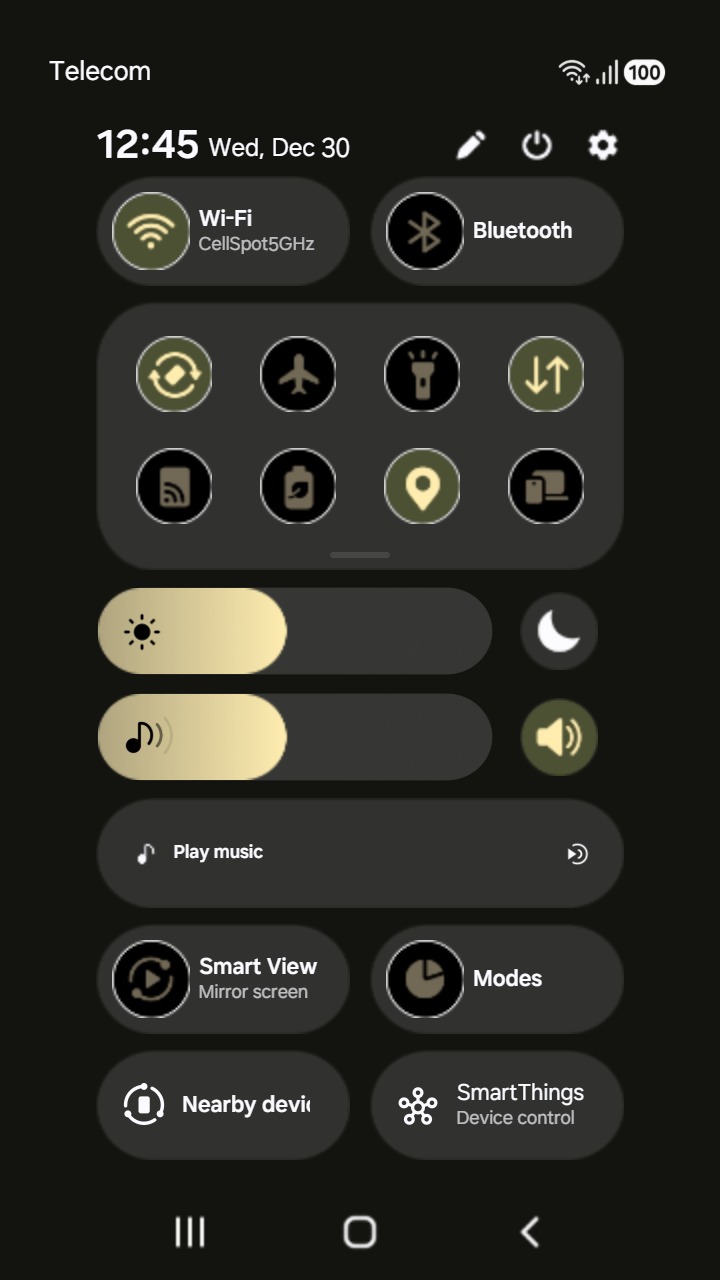 Telecom
100
12:45 Wed, Dec 30
Wi-Fi
CellSpot5GHz
Bluetooth
Play music
Smart View
Mirror screen
Modes
Nearby devi
SmartThings
Device control